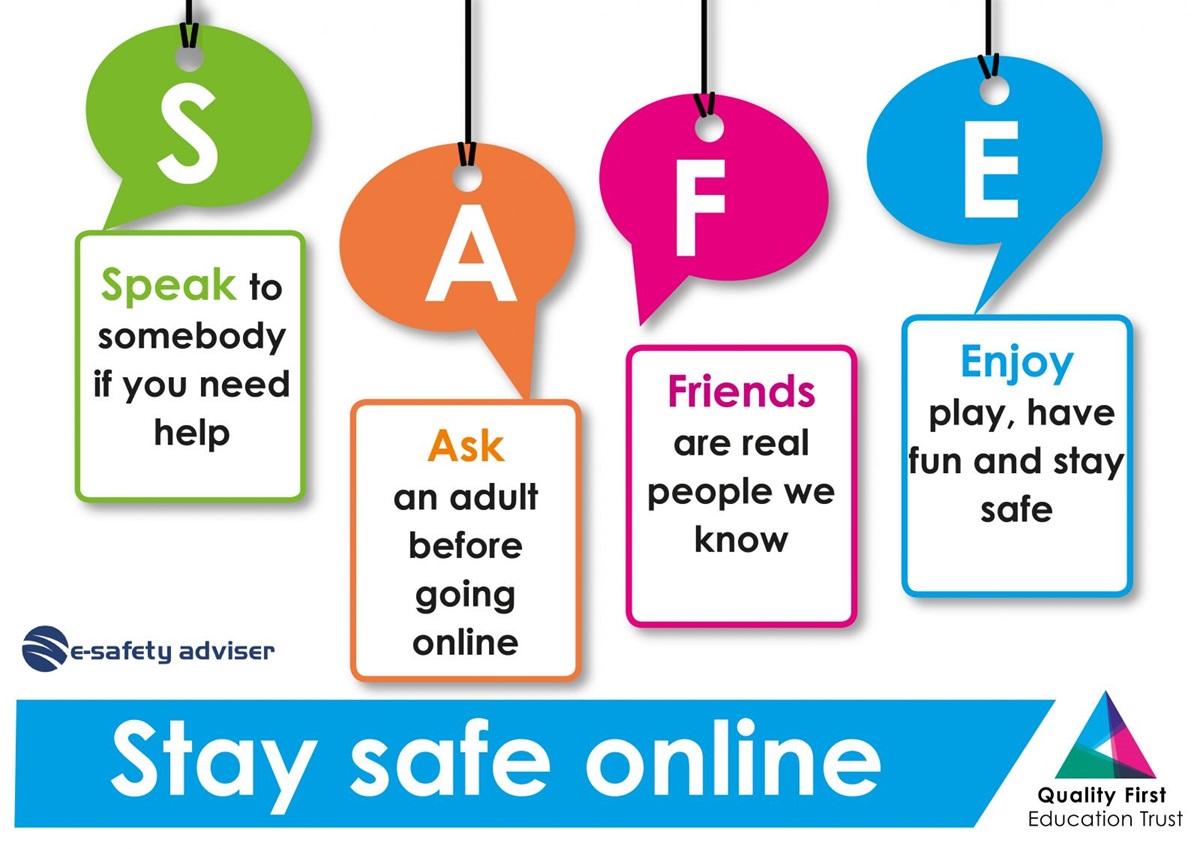 S
Speak to
somebody
if you need
help
A
Ask
an adult
before
going
online
F
Friends
are real
people we
know
E
Enjoy
play, have
fun and stay
safe
e-safety adviser
Stay safe online
Quality First
Education Trust